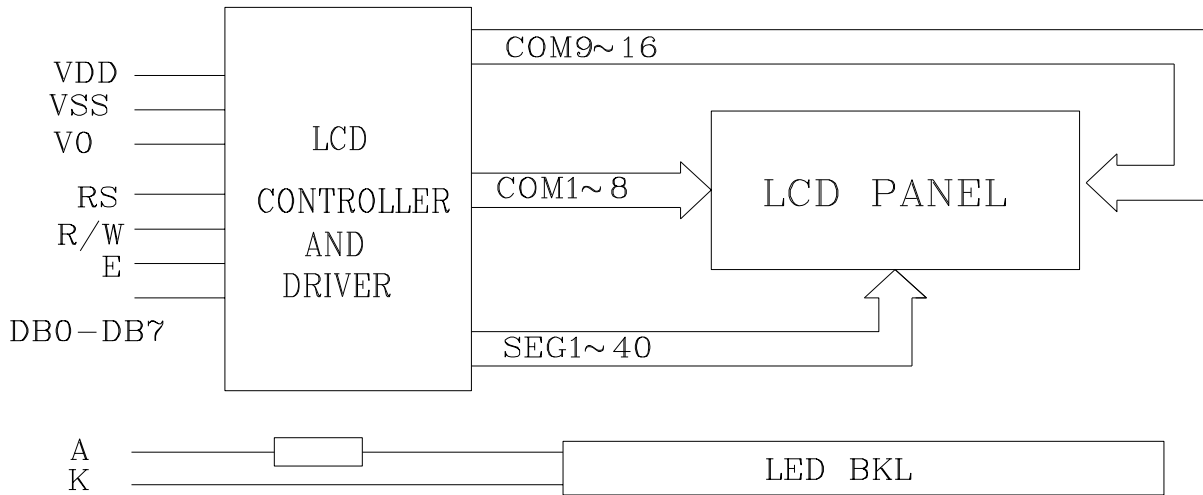 VDD
VSS
VO
RS
R/W
E
DB0-DB7
LCD
CONTROLLER
AND
DRIVER
COM9~16
COM1~8
SEG1~40
LCD PANEL
A
K
LED BKL